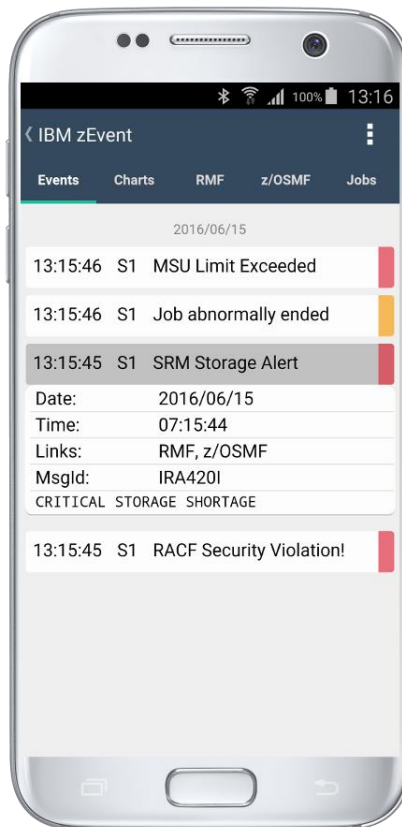 100% 13:16
IBM zEvent
Events Charts RMF z/OSMF Jobs
2016/06/15
13:15:46 S1 MSU Limit Exceeded
13:15:46 S1 Job abnormally ended
13:15:45 S1 SRM Storage Alert
Date: 2016/06/15
Time: 07:15:44
Links: RMF, z/OSMF
MsgId: IRA420I
CRITICAL STORAGE SHORTAGE
13:15:45 S1 RACF Security Violation!